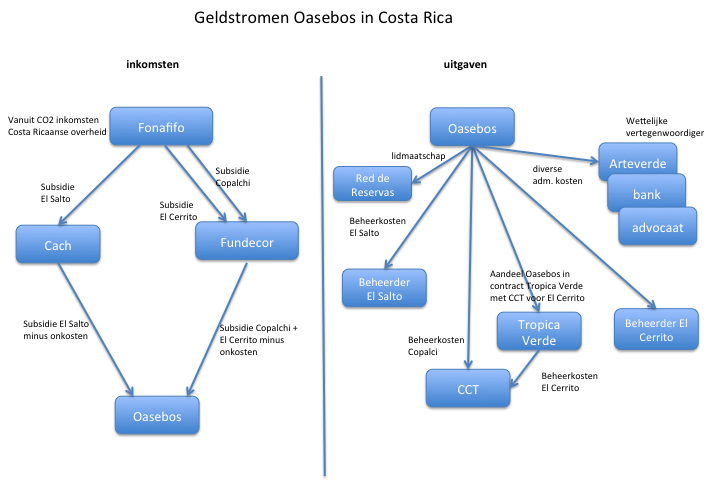 Geldstromen Oasebos in Costa Rica
inkomsten
Vanuit CO2 inkomsten
Costa Ricaanse overheid
Fonafifo
Subsidie
Copalchi
Subsidie
El Salto
Subsidie
El Cerrito
Cach
Fundecor
Subsidie El Salto
minus onkosten
Subsidie Copalchi +
El Cerrito minus
onkosten
Oasebos
uitgaven
Oasebos
Wettelijke
vertegenwoordiger
lidmaatschap
Red de
Reservas
diverse
adm. kosten
Arteverde
bank
advocaat
Beheerkosten
El Salto
Beheerder
El Salto
Aandeel Oasebos in
contract Tropica Verde
met CCT voor El Cerrito
Tropica
Verde
Beheerder El
Cerrito
Beheerkosten
Copalci
CCT
Beheerkosten
El Cerrito